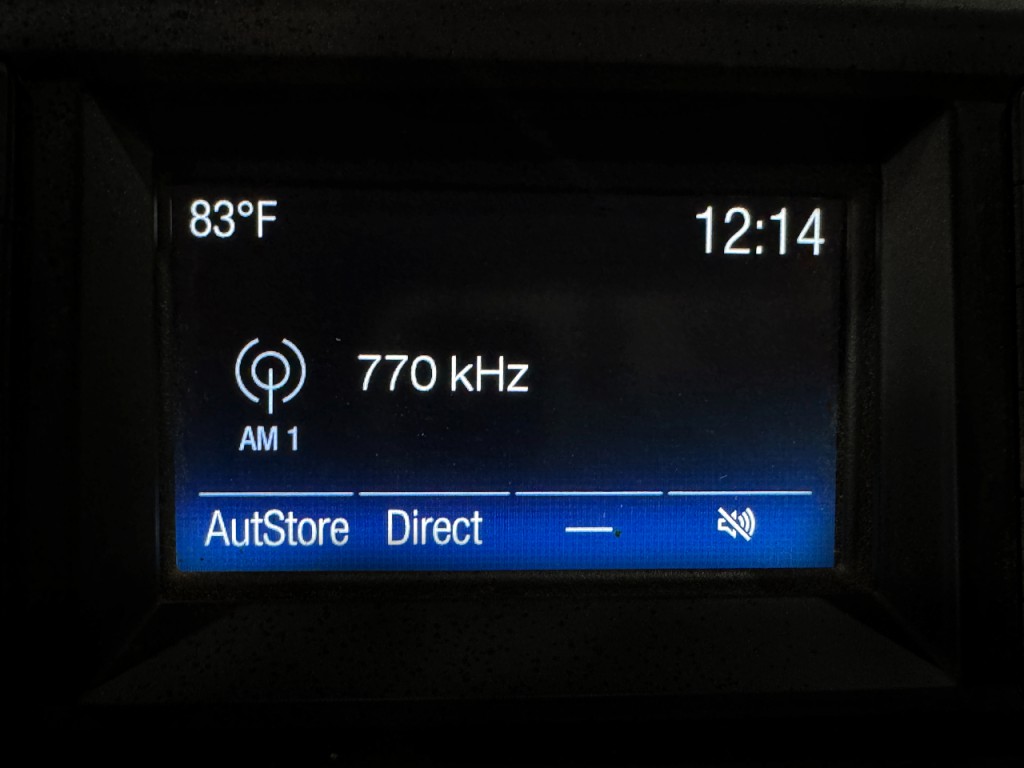 83°F 12:14
770 kHz
AM 1
AutStore Direct —